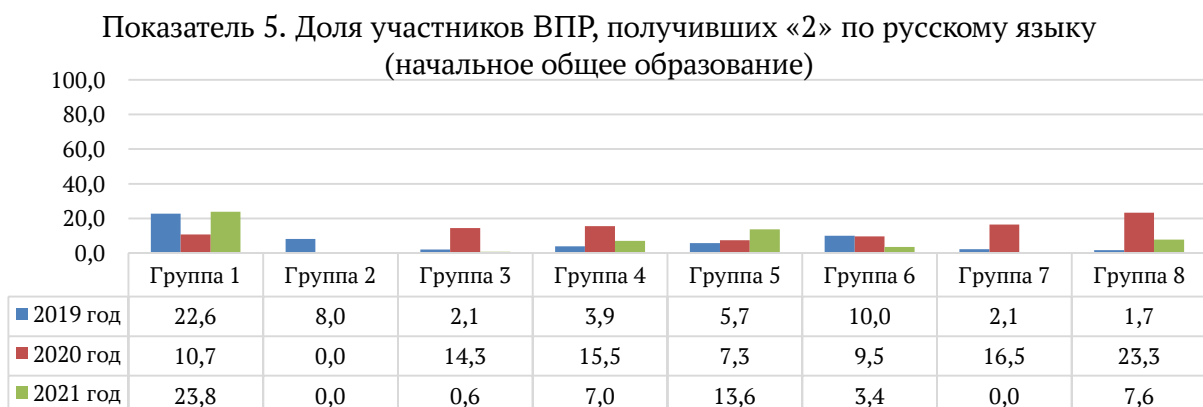 Показатель 5. Доля участников ВПР, получивших «2» по русскому языку
(начальное общее образование)
100,0
80,0
60,0
40,0
20,0
0,0
Группа 1 Группа 2 Группа 3 Группа 4 Группа 5 Группа 6 Группа 7 Группа 8
2019 год 22,6 8,0 2,1 3,9 5,7 10,0 2,1 1,7
2020 год 10,7 0,0 14,3 15,5 7,3 9,5 16,5 23,3
2021 год 23,8 0,0 0,6 7,0 13,6 3,4 0,0 7,6